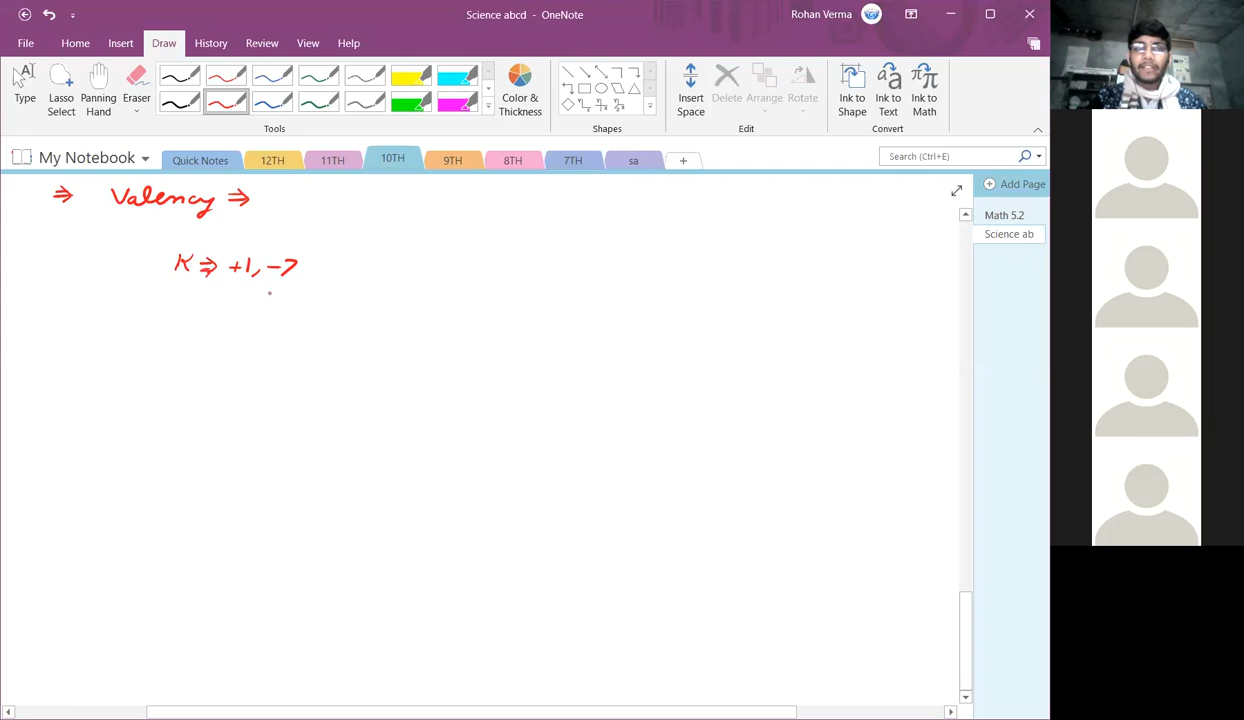 Science abcd - OneNote
Rohan Verma
File Home Insert Draw History Review View Help
Type
Lasso Select
Panning Hand
Eraser
Color & Thickness
Insert Space
Delete
Arrange
Rotate
Ink to Shape
Ink to Text
Ink to Math
Tools
Shapes
Edit
Convert
My Notebook
Quick Notes 12TH 11TH 10TH 9TH 8TH 7TH sa
Search (Ctrl+E)
Add Page
Math 5.2
Science ab
⇒ Valency ⇒
K ⇒ +1, -7